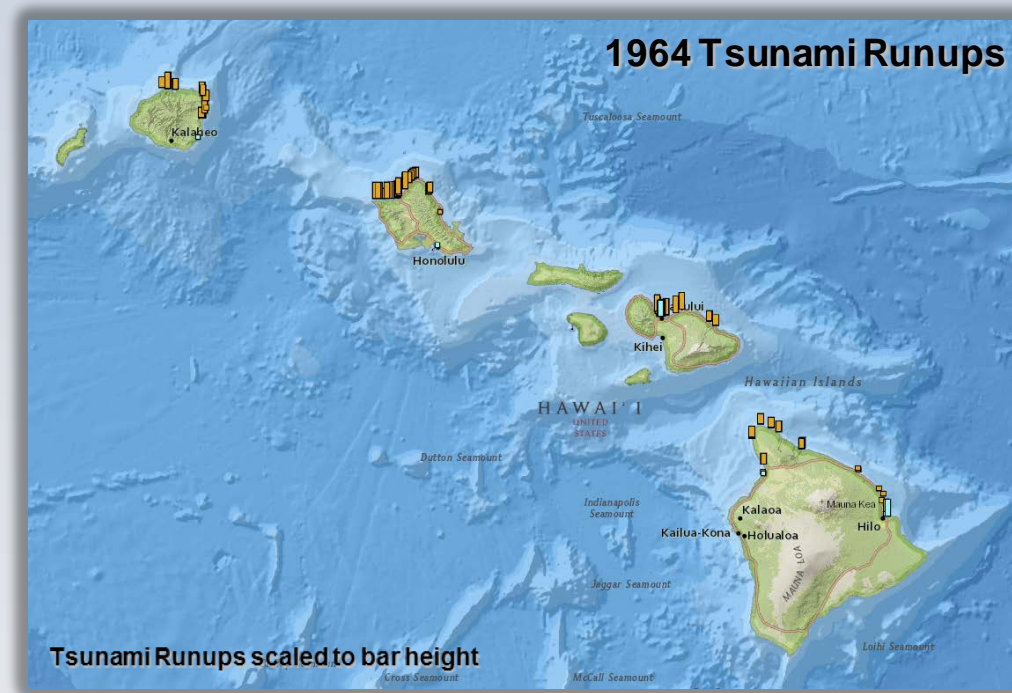 1964 Tsunami Runups
Tuscaloosa Seamount
Kalaheo
Honolulu
Kihei
Hawaiian Islands
HAWAI'I
UNITED
STATES
Dutton Seamount
Indianapolis
Seamount
Mauna Kea
Kalaoa
Hilo
Kailua-Kona
Holualoa
MAUNA LOA
Jaggar Seamount
Loihi Seamount
Tsunami Runups scaled to bar height
Cross Seamount
McCall Seamount